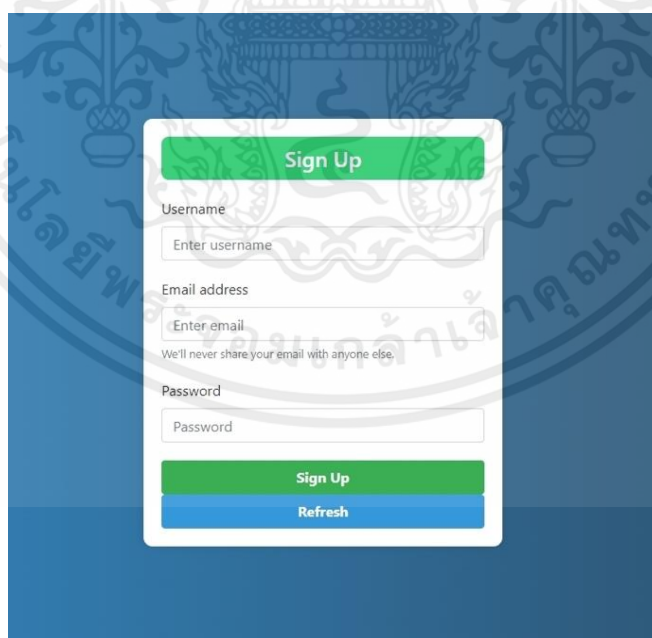 Sign Up
Username
Enter username
Email address
Enter email
We'll never share your email with anyone else.
Password
Password
Sign Up
Refresh